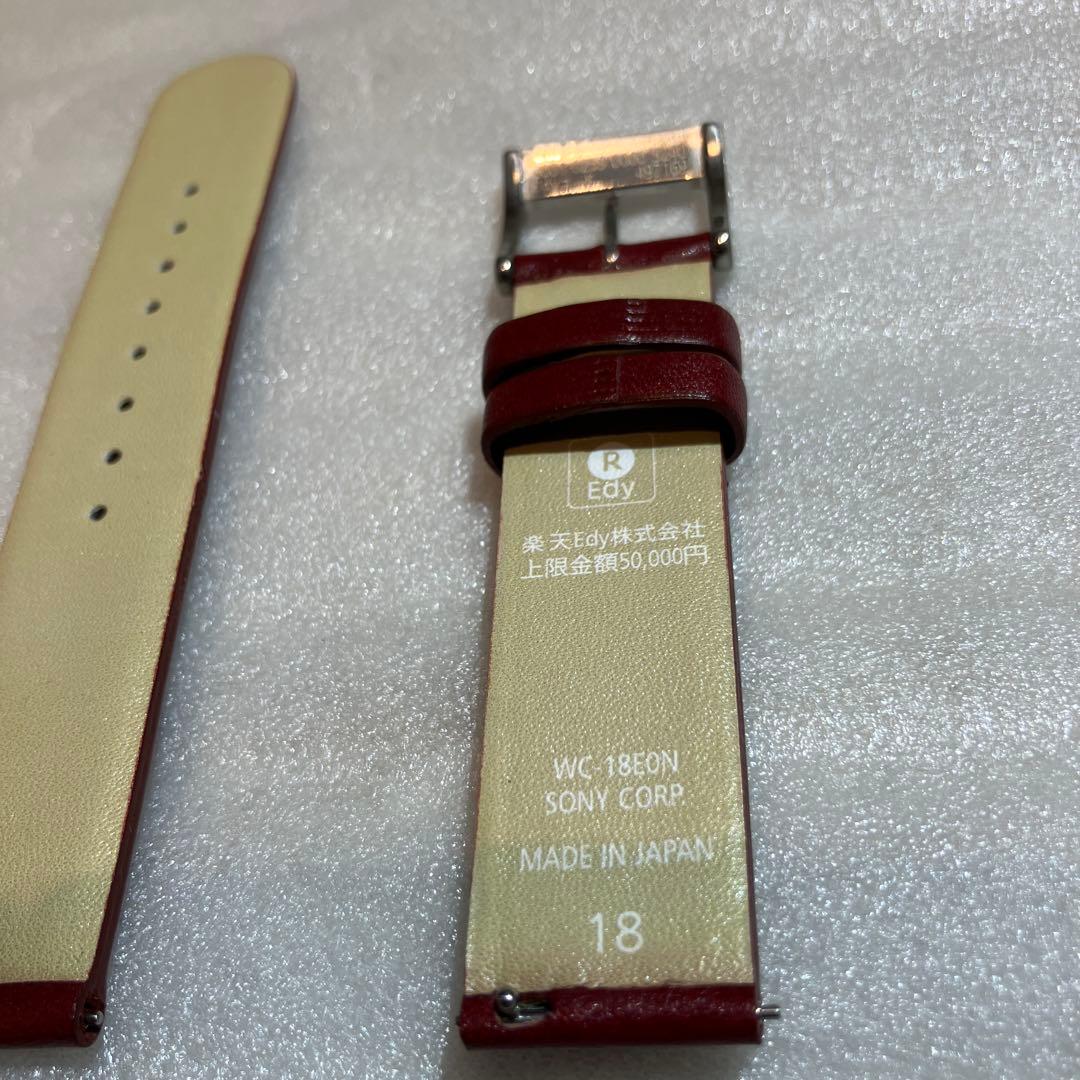 R
Edy
楽天Edy株式会社
上限金額50,000円
WC-18E0N
SONY CORP.
MADE IN JAPAN
18